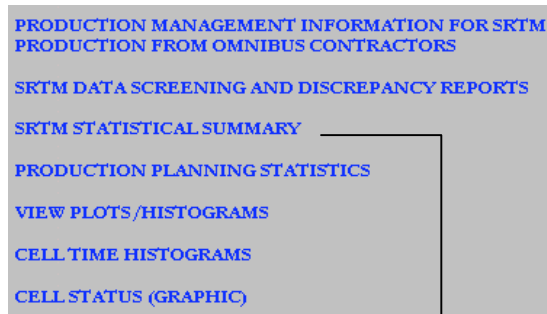 PRODUCTION MANAGEMENT INFORMATION FOR SRTM
PRODUCTION FROM OMNIBUS CONTRACTORS
SRTM DATA SCREENING AND DISCREPANCY REPORTS
SRTM STATISTICAL SUMMARY
PRODUCTION PLANNING STATISTICS
VIEW PLOTS/HISTOGRAMS
CELL TIME HISTOGRAMS
CELL STATUS (GRAPHIC)